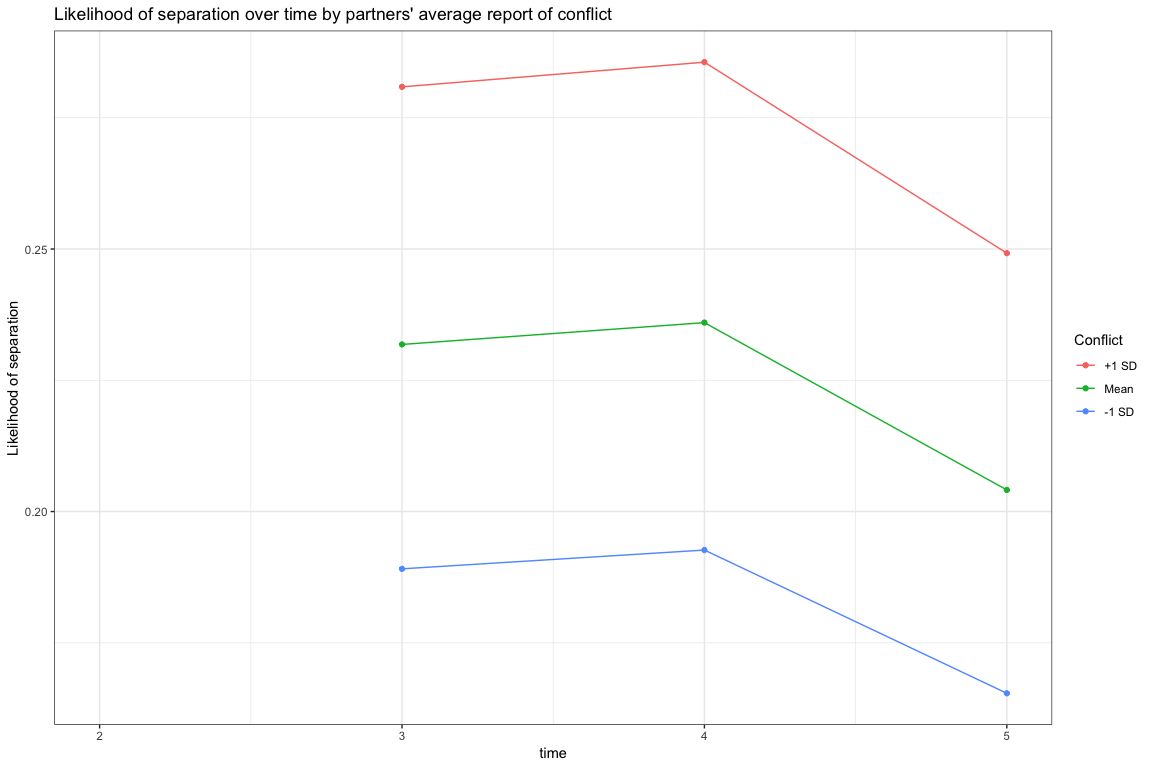 Likelihood of separation over time by partners' average report of conflict
Likelihood of separation
0.25
0.20
2
3
4
5
time
Conflict
+1 SD
Mean
-1 SD